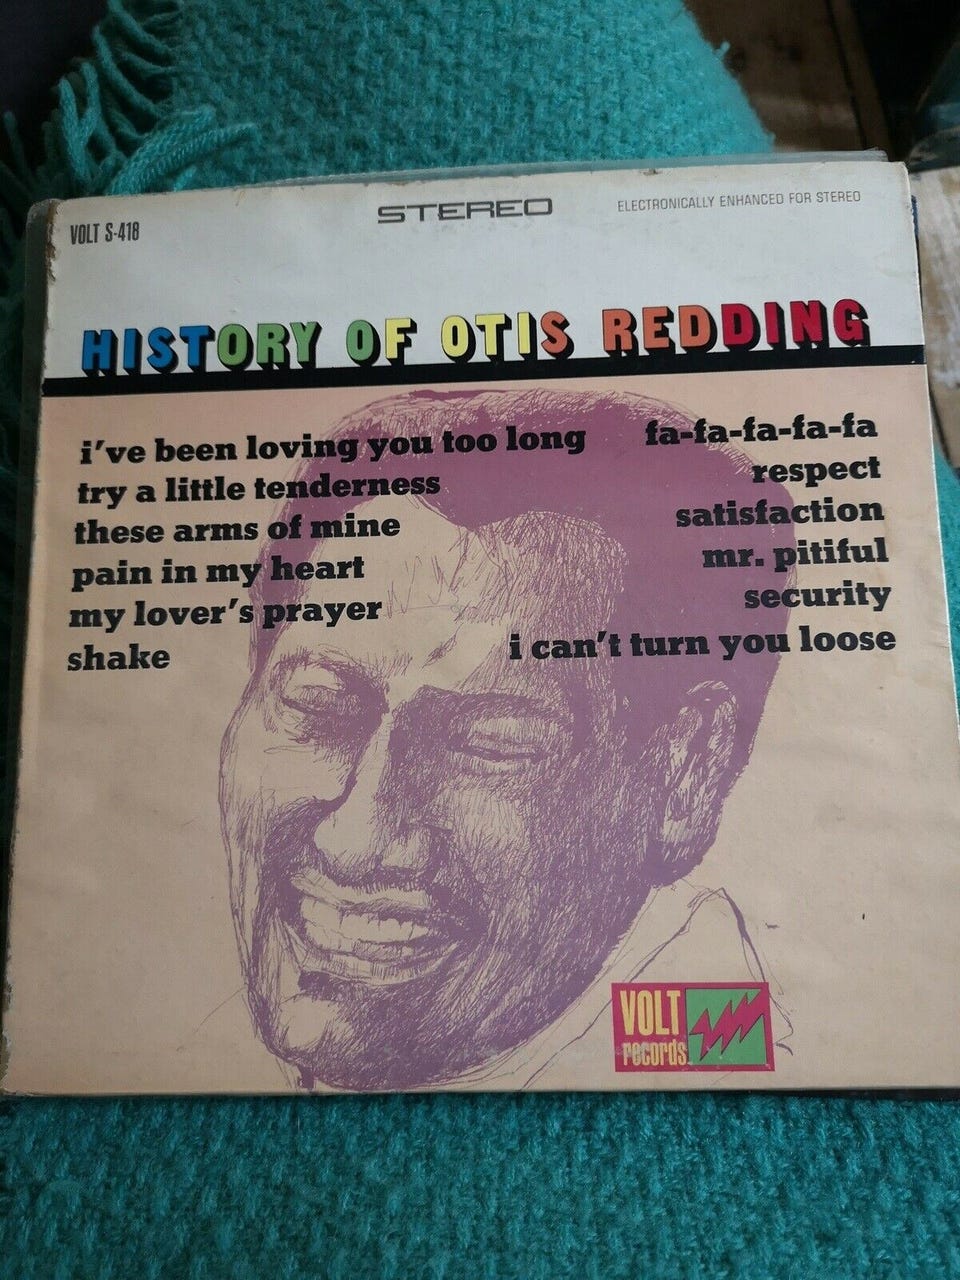 VOLT S-418
STEREO
ELECTRONICALLY ENHANCED FOR STEREO
HISTORY OF OTIS REDDING
i've been loving you too long
try a little tenderness
these arms of mine
pain in my heart
my lover's prayer
shake
fa-fa-fa-fa-fa
respect
satisfaction
mr. pitiful
security
i can't turn you loose
VOLT
records